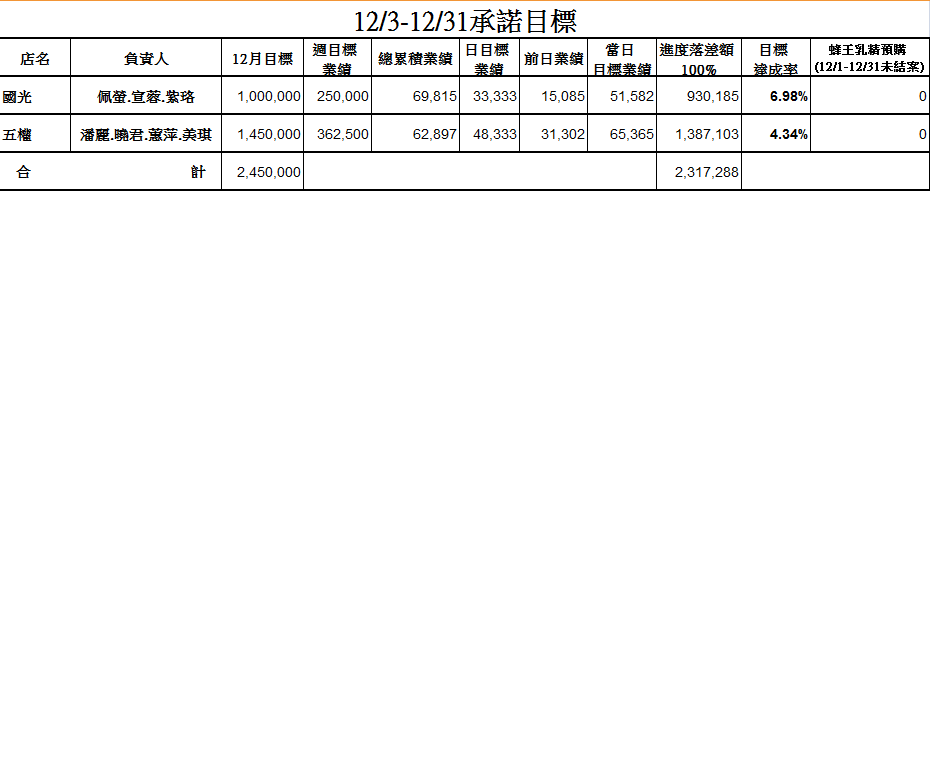 12/3-12/31承諾目標
店名 負責人 12月目標 週目標業績 總累積業績 日目標業績 前日業績 當日目標業績 進度落差額100% 目標達成率 蜂王乳精預購(12/1-12/31未結案)
國光 佩螢.宣蓉.紫珞 1,000,000 250,000 69,815 33,333 15,085 51,582 930,185 6.98% 0
五權 潘麗.曉君.蕙萍.美琪 1,450,000 362,500 62,897 48,333 31,302 65,365 1,387,103 4.34% 0
合 計 2,450,000 2,317,288